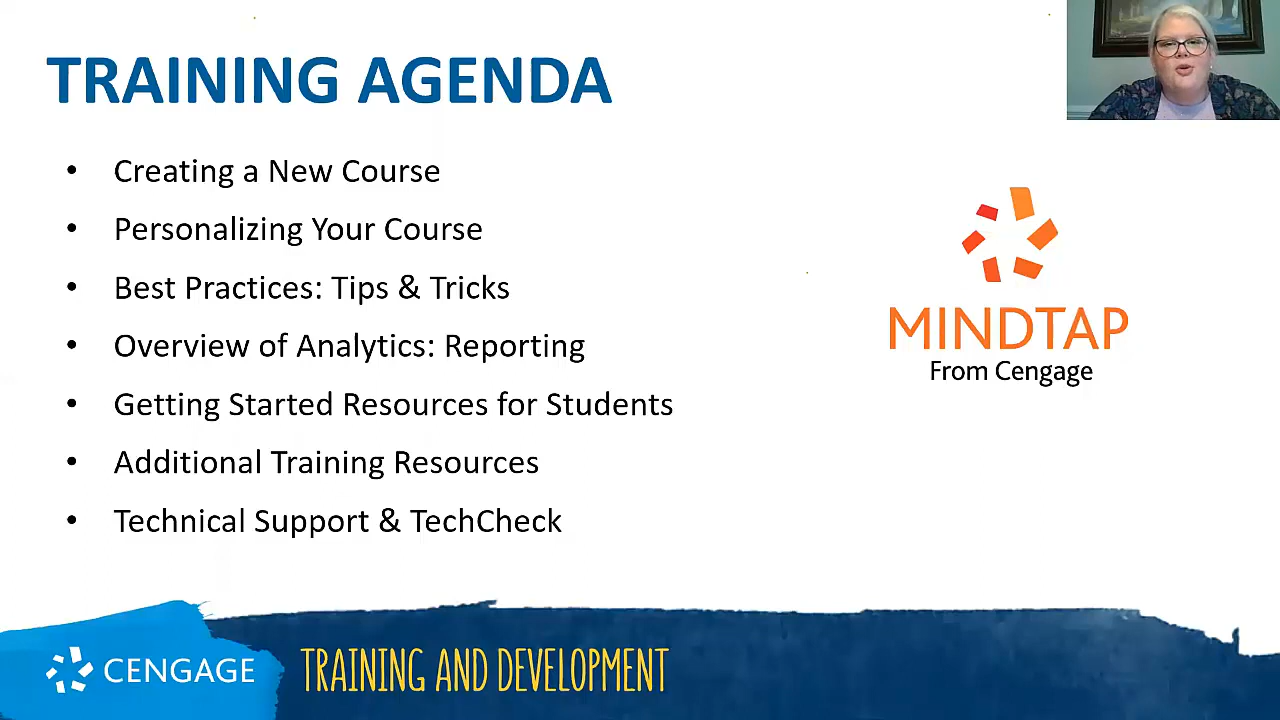 TRAINING AGENDA
• Creating a New Course
• Personalizing Your Course
• Best Practices: Tips & Tricks
• Overview of Analytics: Reporting
• Getting Started Resources for Students
• Additional Training Resources
• Technical Support & TechCheck
MINDTAP
From Cengage
CENGAGE
TRAINING AND DEVELOPMENT